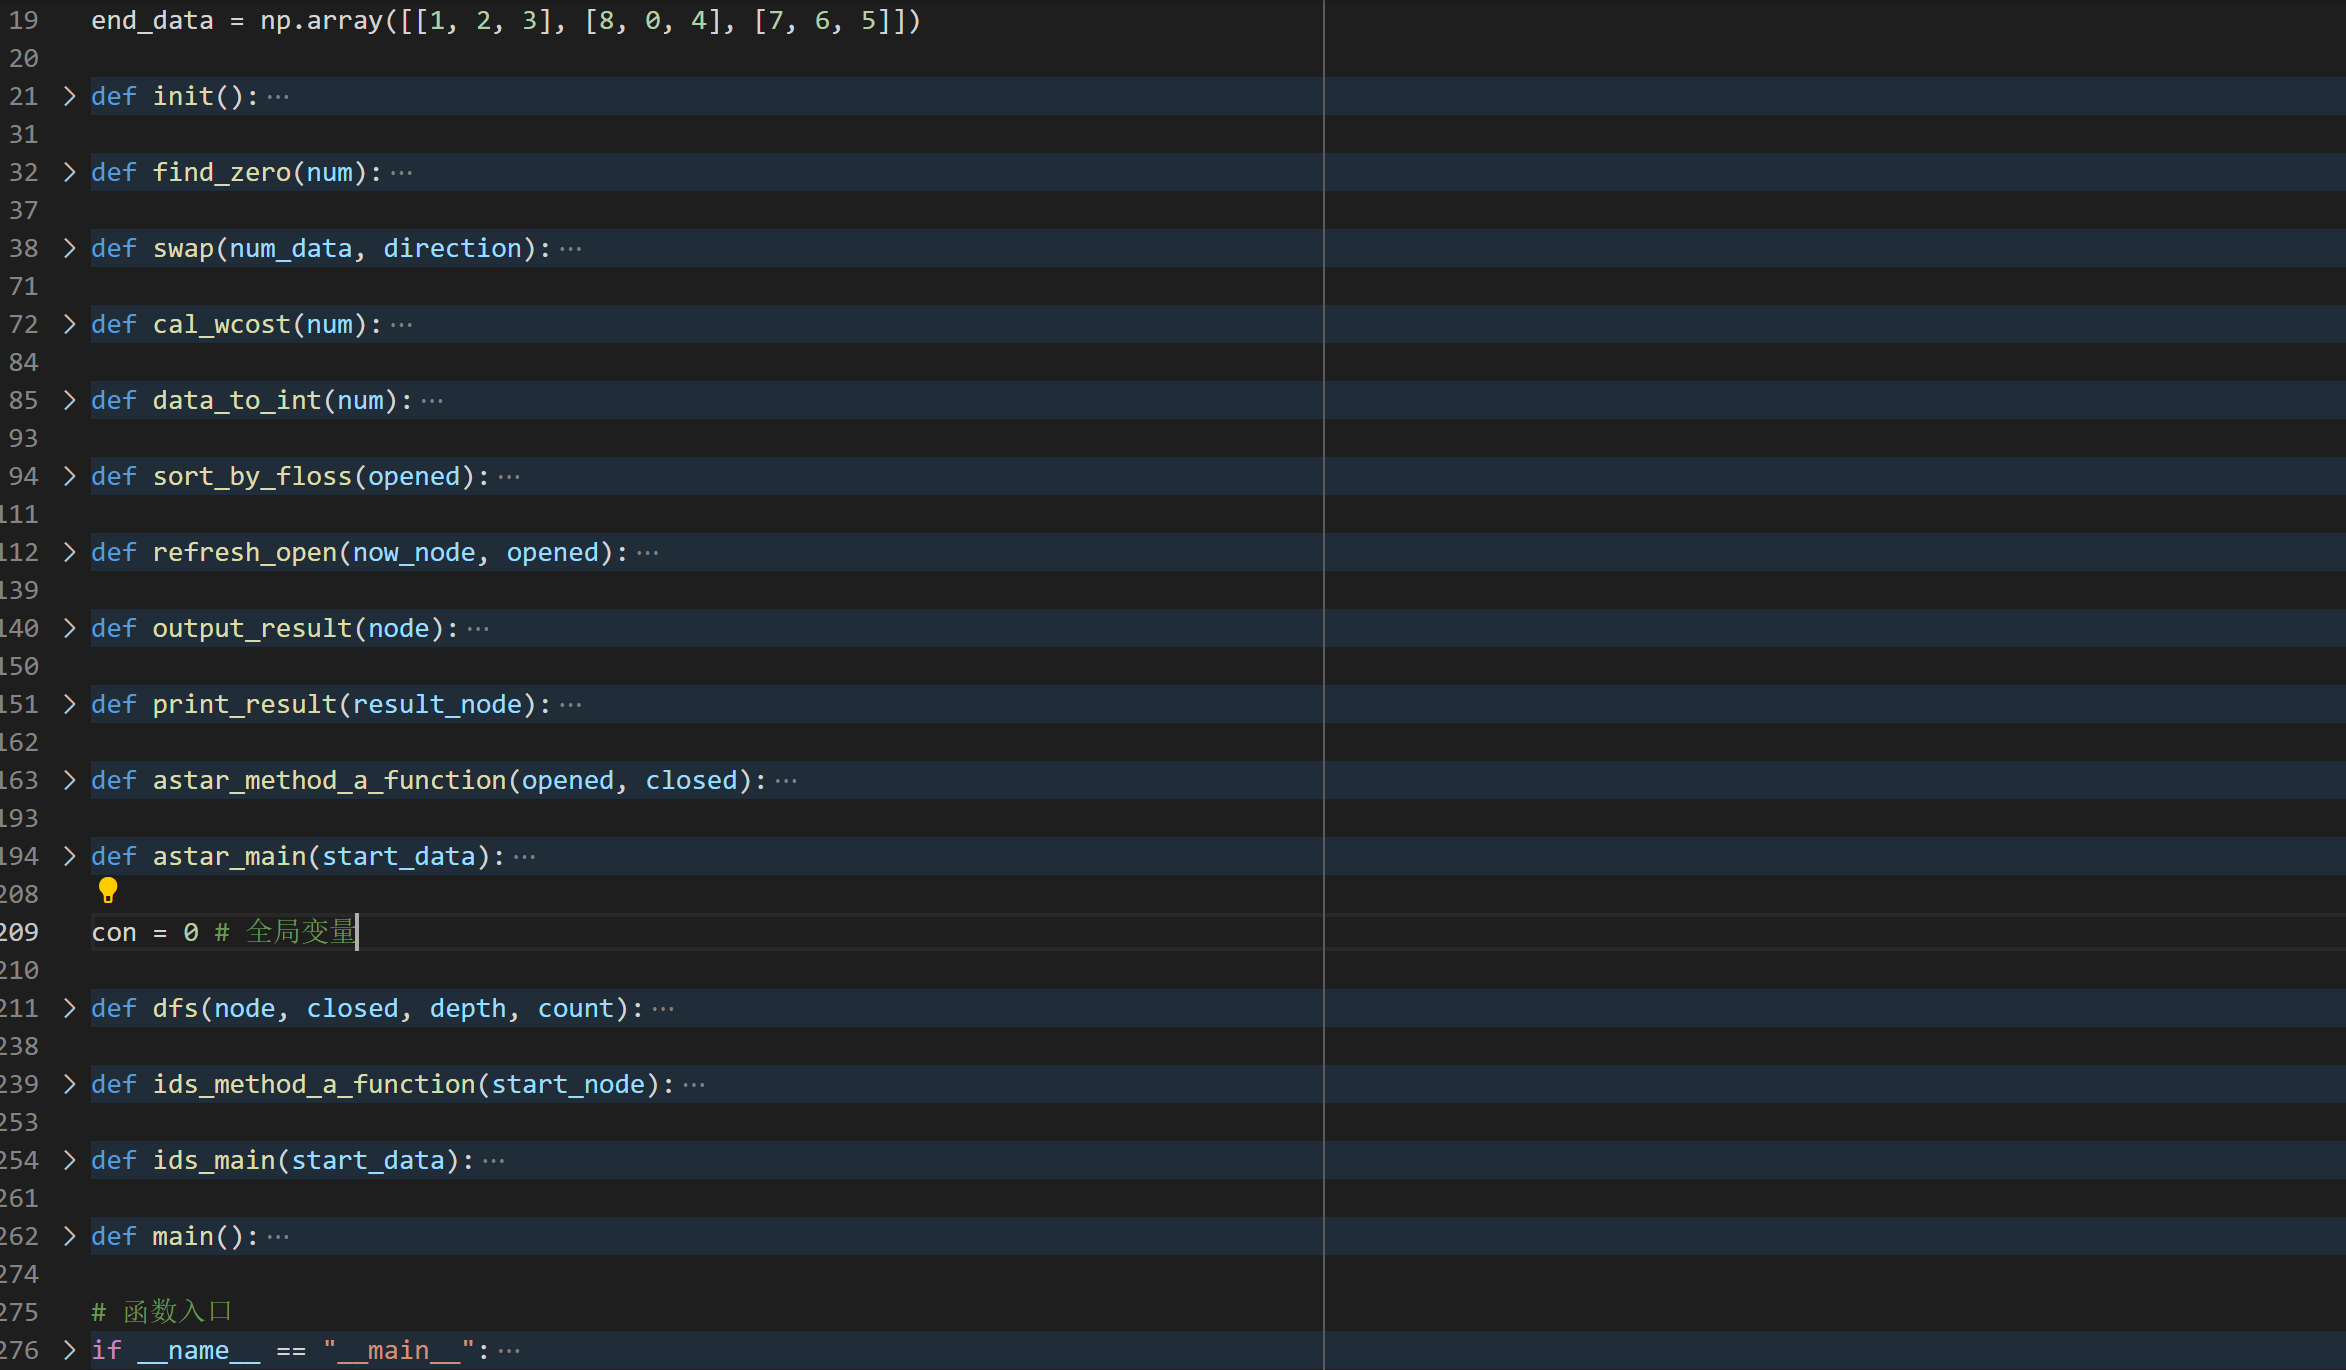 19 end_data = np.array([[1, 2, 3], [8, 0, 4], [7, 6, 5]])
20
21 > def init():···
31
32 > def find_zero(num):···
37
38 > def swap(num_data, direction):···
71
72 > def cal_wcost(num):···
84
85 > def data_to_int(num):···
93
94 > def sort_by_floss(opened):···
111
112 > def refresh_open(now_node, opened):···
139
140 > def output_result(node):···
150
151 > def print_result(result_node):···
162
163 > def astar_method_a_function(opened, closed):···
193
194 > def astar_main(start_data):···
208
209 con = 0 # 全局变量
210
211 > def dfs(node, closed, depth, count):···
238
239 > def ids_method_a_function(start_node):···
253
254 > def ids_main(start_data):···
261
262 > def main():···
274
275 # 函数入口
276 > if __name__ == "__main__":···